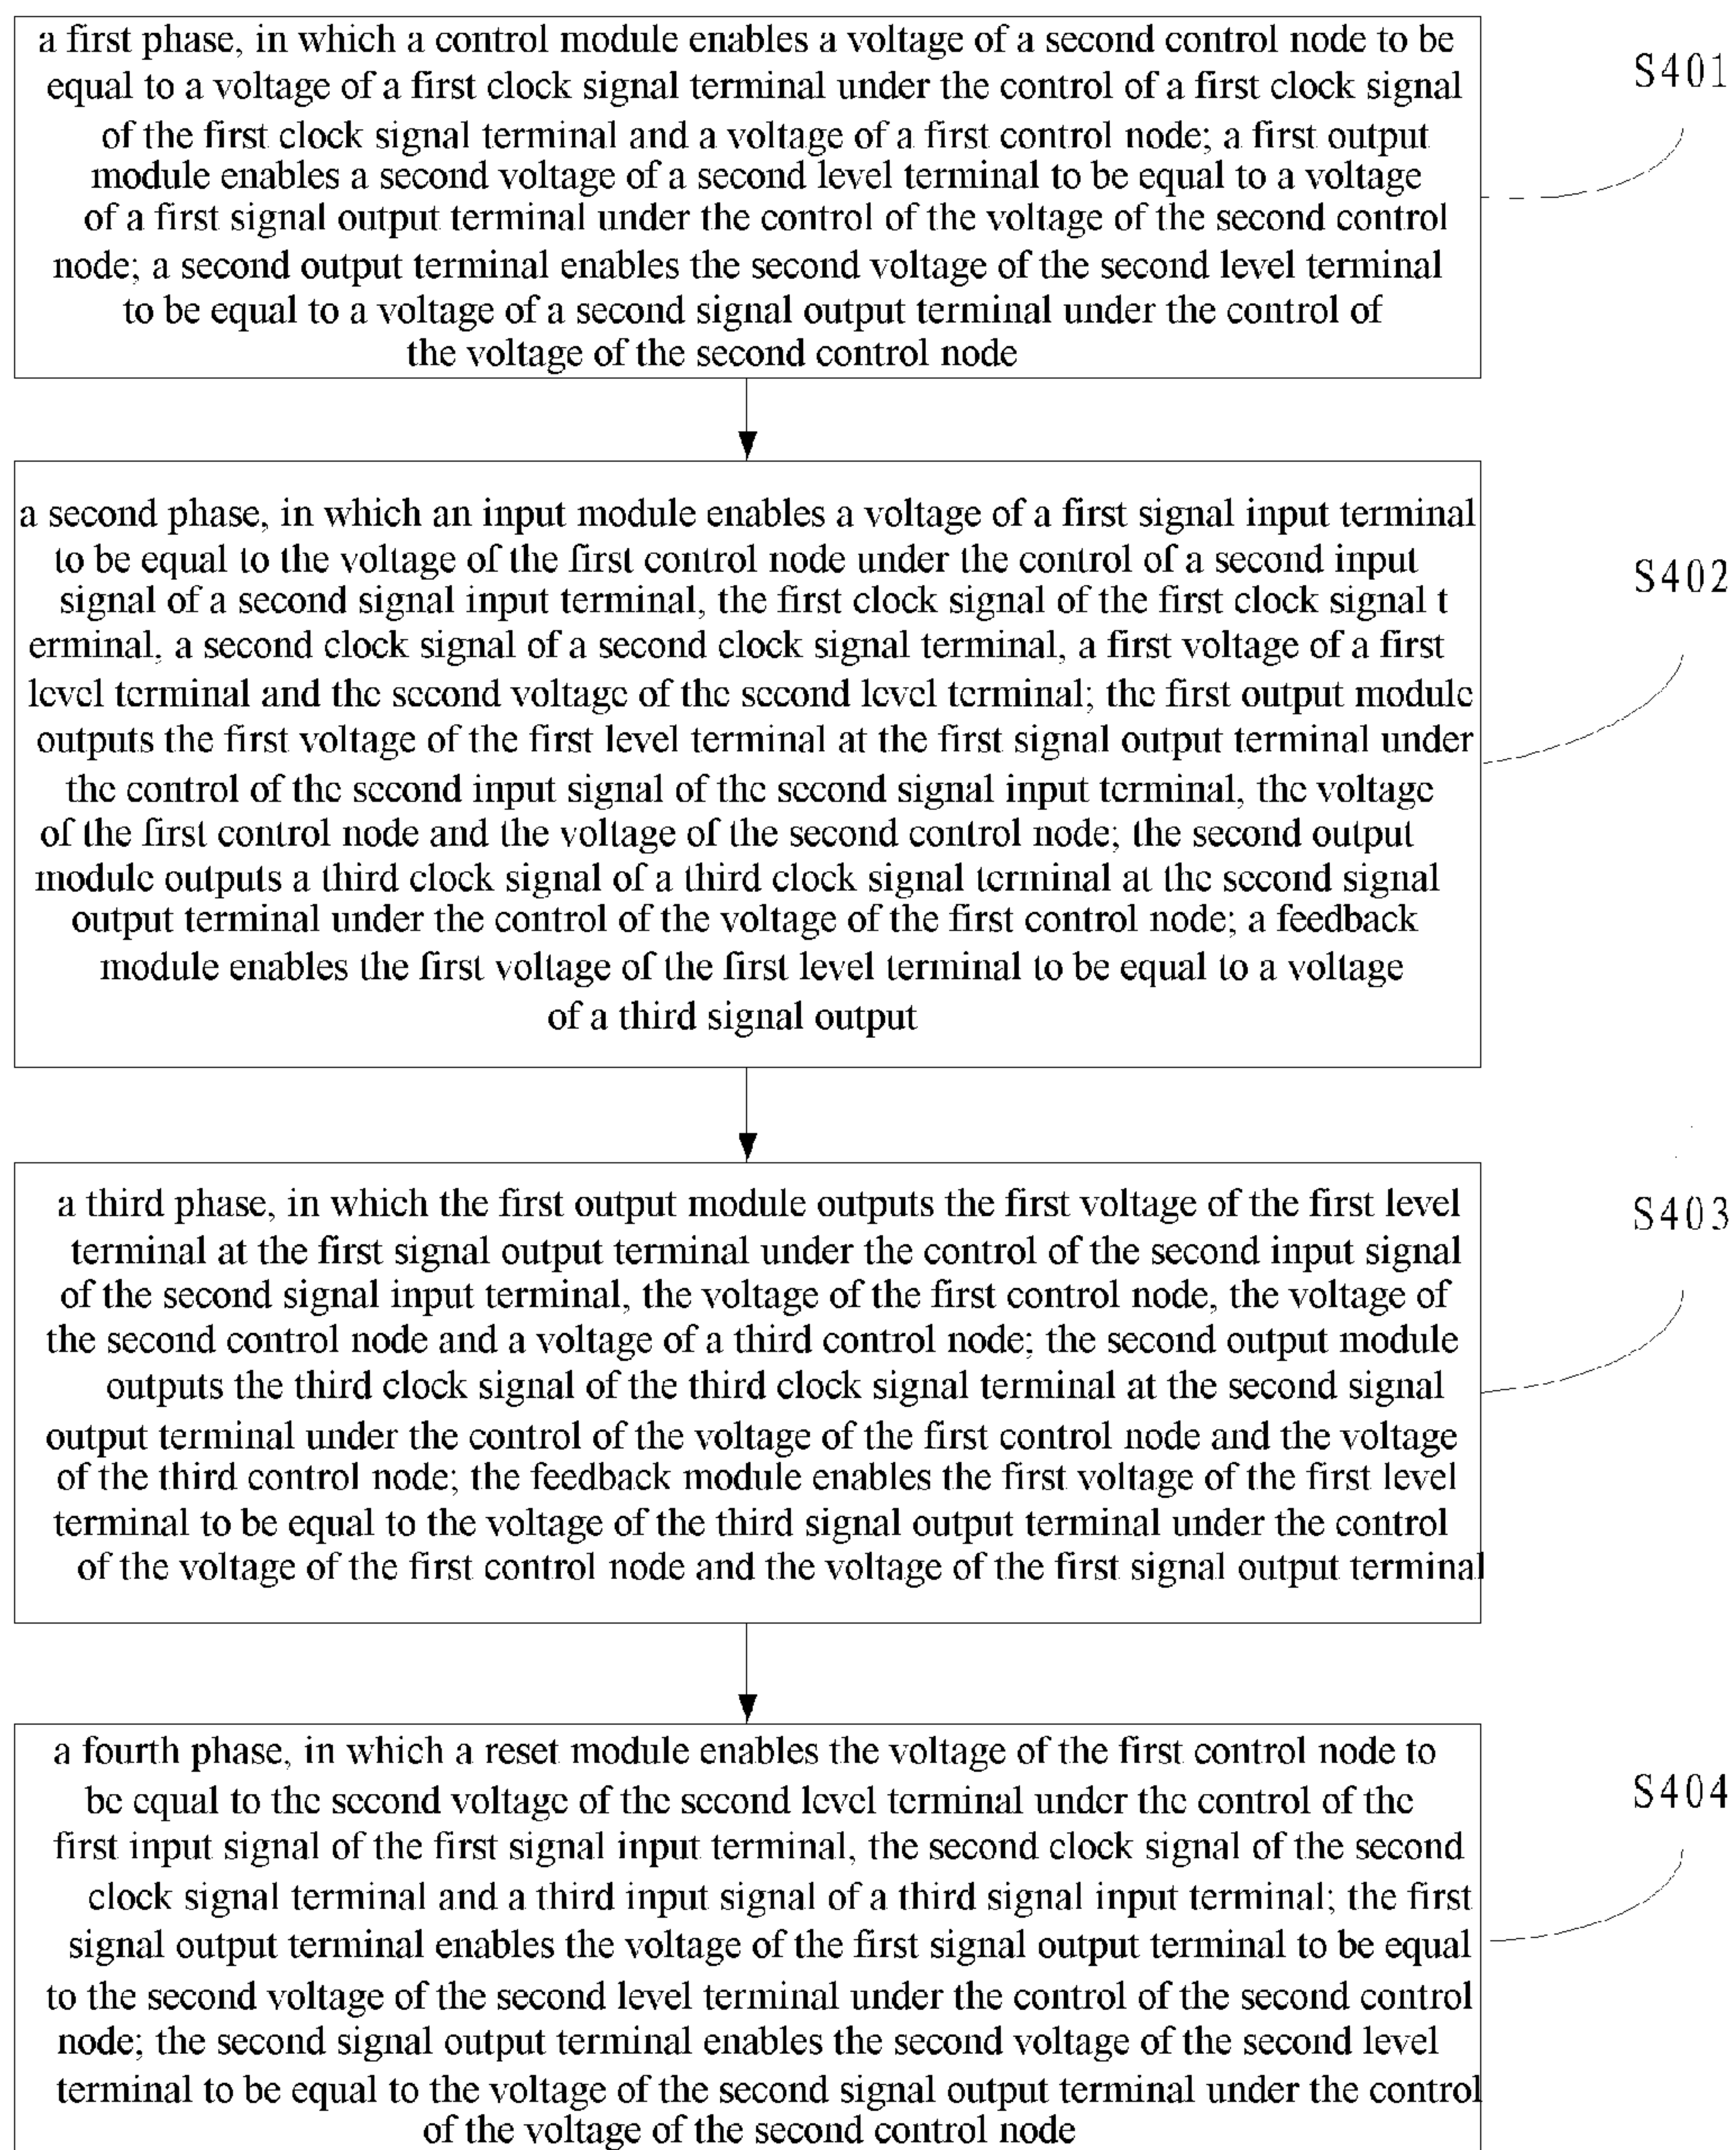 a first phase, in which a control module enables a voltage of a second control node to be
equal to a voltage of a first clock signal terminal under the control of a first clock signal
of the first clock signal terminal and a voltage of a first control node; a first output
module enables a second voltage of a second level terminal to be equal to a voltage
of a first signal output terminal under the control of the voltage of the second control
node; a second output terminal enables the second voltage of the second level terminal
to be equal to a voltage of a second signal output terminal under the control of
the voltage of the second control node
S401
a second phase, in which an input module enables a voltage of a first signal input terminal
to be equal to the voltage of the first control node under the control of a second input
signal of a second signal input terminal, the first clock signal of the first clock signal t
erminal, a second clock signal of a second clock signal terminal, a first voltage of a first
level terminal and the second voltage of the second level terminal; the first output module
outputs the first voltage of the first level terminal at the first signal output terminal under
the control of the second input signal of the second signal input terminal, the voltage
of the first control node and the voltage of the second control node; the second output
module outputs a third clock signal of a third clock signal terminal at the second signal
output terminal under the control of the voltage of the first control node; a feedback
module enables the first voltage of the first level terminal to be equal to a voltage
of a third signal output
S402
a third phase, in which the first output module outputs the first voltage of the first level
terminal at the first signal output terminal under the control of the second input signal
of the second signal input terminal, the voltage of the first control node, the voltage of
the second control node and a voltage of a third control node; the second output module
outputs the third clock signal of the third clock signal terminal at the second signal
output terminal under the control of the voltage of the first control node and the voltage
of the third control node; the feedback module enables the first voltage of the first level
terminal to be equal to the voltage of the third signal output terminal under the control
of the voltage of the first control node and the voltage of the first signal output terminal
S403
a fourth phase, in which a reset module enables the voltage of the first control node to
be equal to the second voltage of the second level terminal under the control of the
first input signal of the first signal input terminal, the second clock signal of the second
clock signal terminal and a third input signal of a third signal input terminal; the first
signal output terminal enables the voltage of the first signal output terminal to be equal
to the second voltage of the second level terminal under the control of the second control
node; the second signal output terminal enables the second voltage of the second level
terminal to be equal to the voltage of the second signal output terminal under the control
of the voltage of the second control node
S404